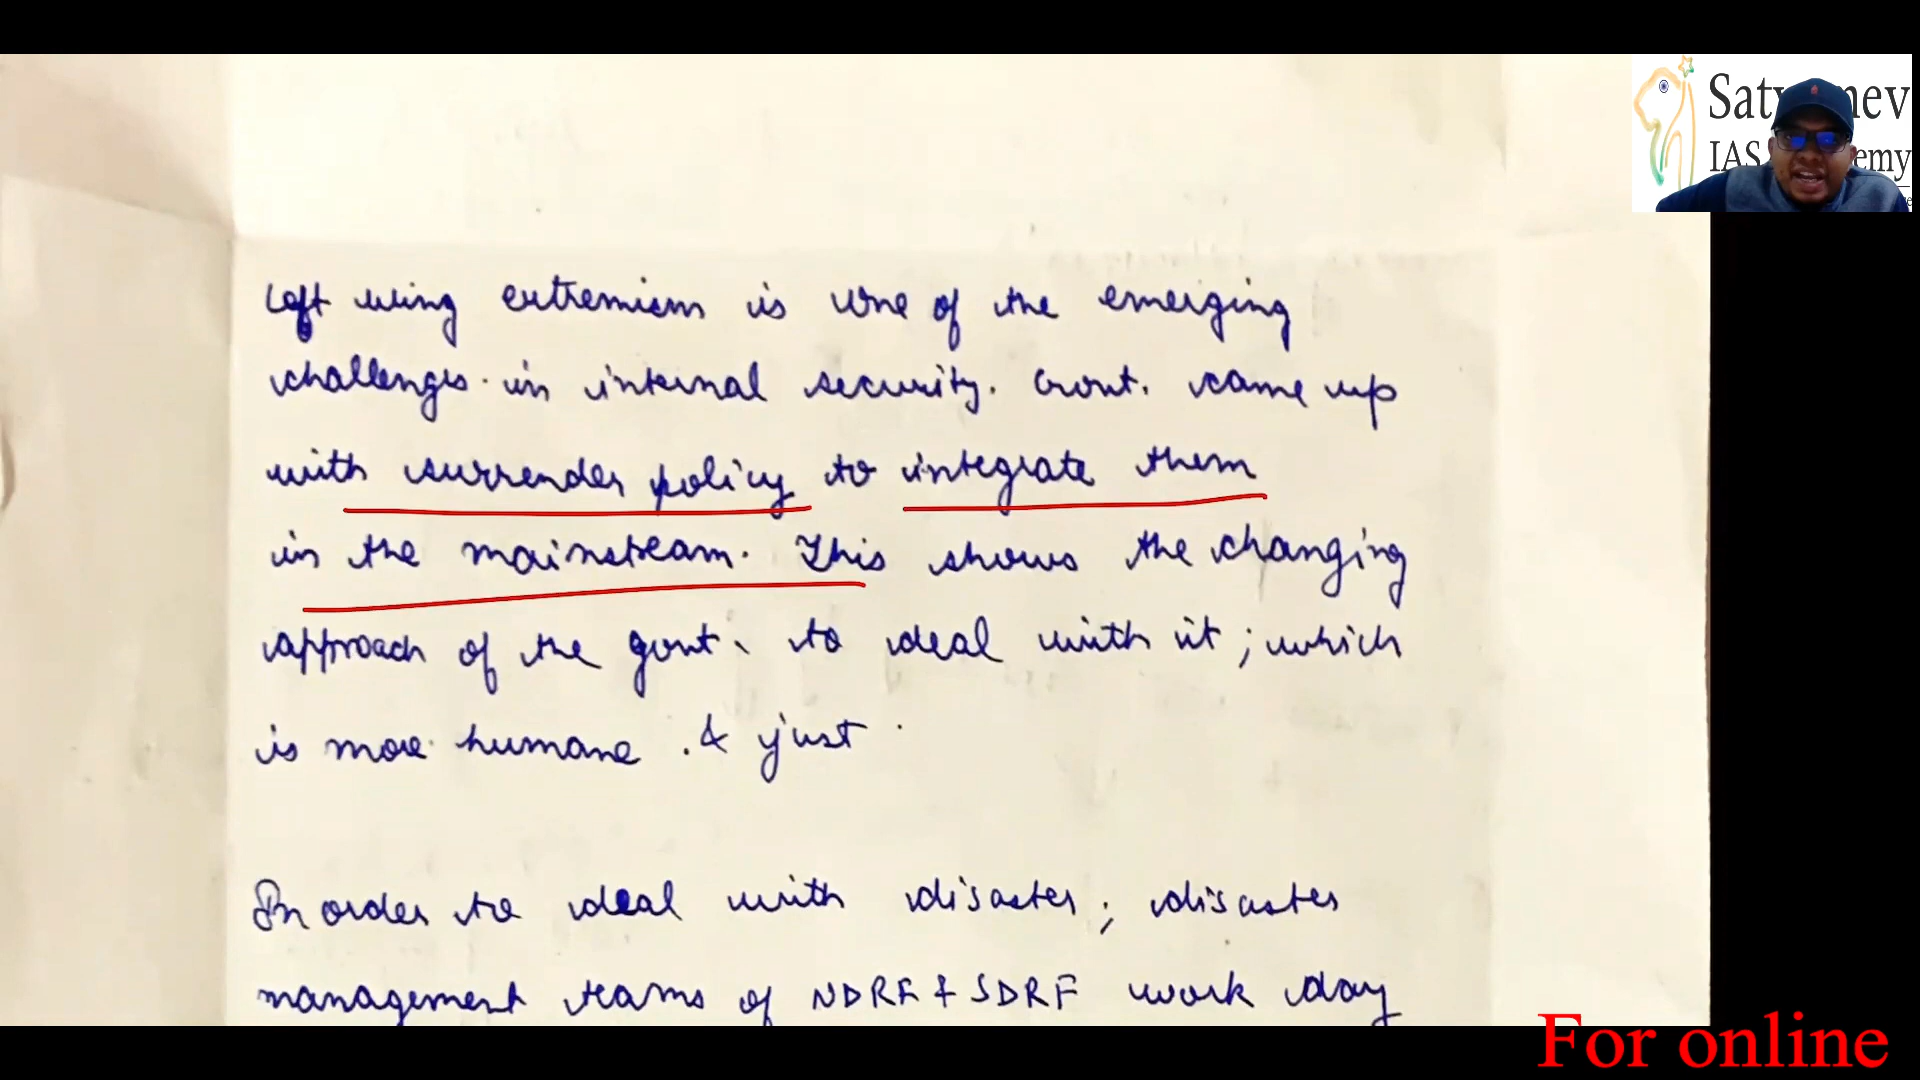 Satyamev
IAS Academy
Left wing extremism is one of the emerging
challenges in internal security. Govt. came up
with surrender policy to integrate them
in the mainstream. This shows the changing
approach of the govt. to deal with it; which
is more humane & just.
In order to deal with disaster; disaster
management teams of NDRF & SDRF work day
For online